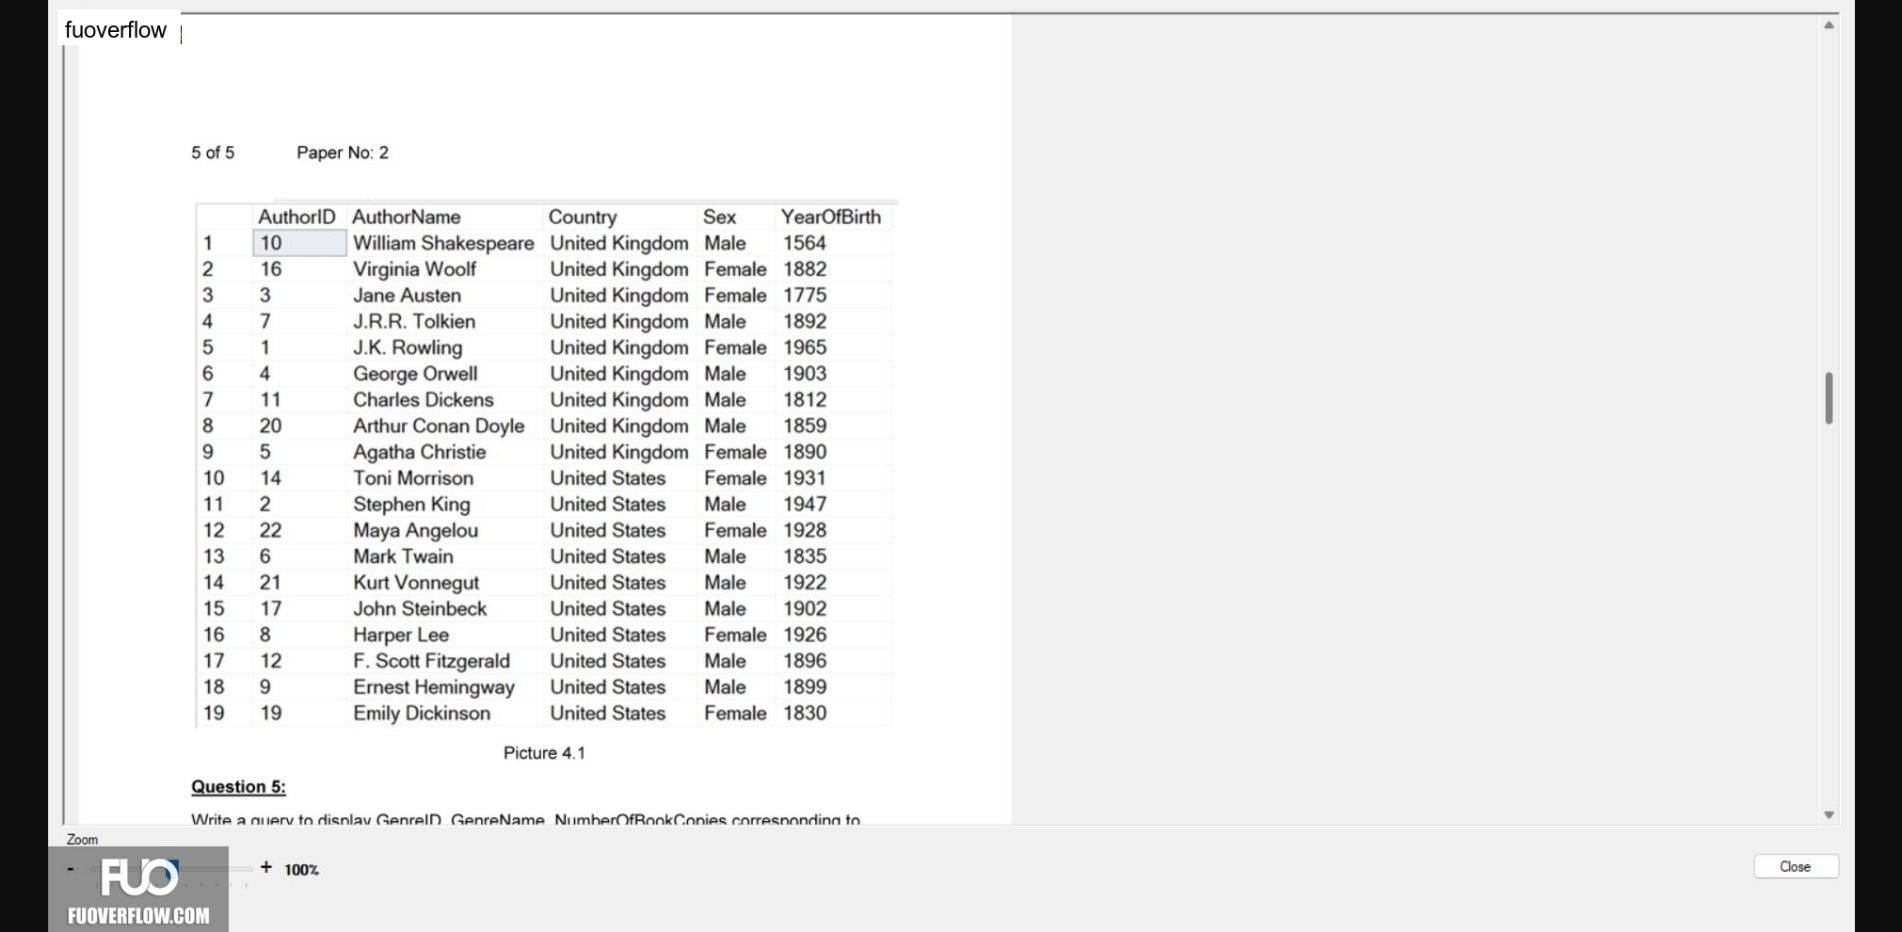 fuoverflow
5 of 5 Paper No: 2
AuthorID AuthorName Country Sex YearOfBirth
1 10 William Shakespeare United Kingdom Male 1564
2 16 Virginia Woolf United Kingdom Female 1882
3 3 Jane Austen United Kingdom Female 1775
4 7 J.R.R. Tolkien United Kingdom Male 1892
5 1 J.K. Rowling United Kingdom Female 1965
6 4 George Orwell United Kingdom Male 1903
7 11 Charles Dickens United Kingdom Male 1812
8 20 Arthur Conan Doyle United Kingdom Male 1859
9 5 Agatha Christie United Kingdom Female 1890
10 14 Toni Morrison United States Female 1931
11 2 Stephen King United States Male 1947
12 22 Maya Angelou United States Female 1928
13 6 Mark Twain United States Male 1835
14 21 Kurt Vonnegut United States Male 1922
15 17 John Steinbeck United States Male 1902
16 8 Harper Lee United States Female 1926
17 12 F. Scott Fitzgerald United States Male 1896
18 9 Ernest Hemingway United States Male 1899
19 19 Emily Dickinson United States Female 1830
Picture 4.1
Question 5:
Write a query to display GenreID, GenreName, NumberOfBookCopies corresponding to
Zoom
- + 100%
Close
FUO
FUOVERFLOW.COM